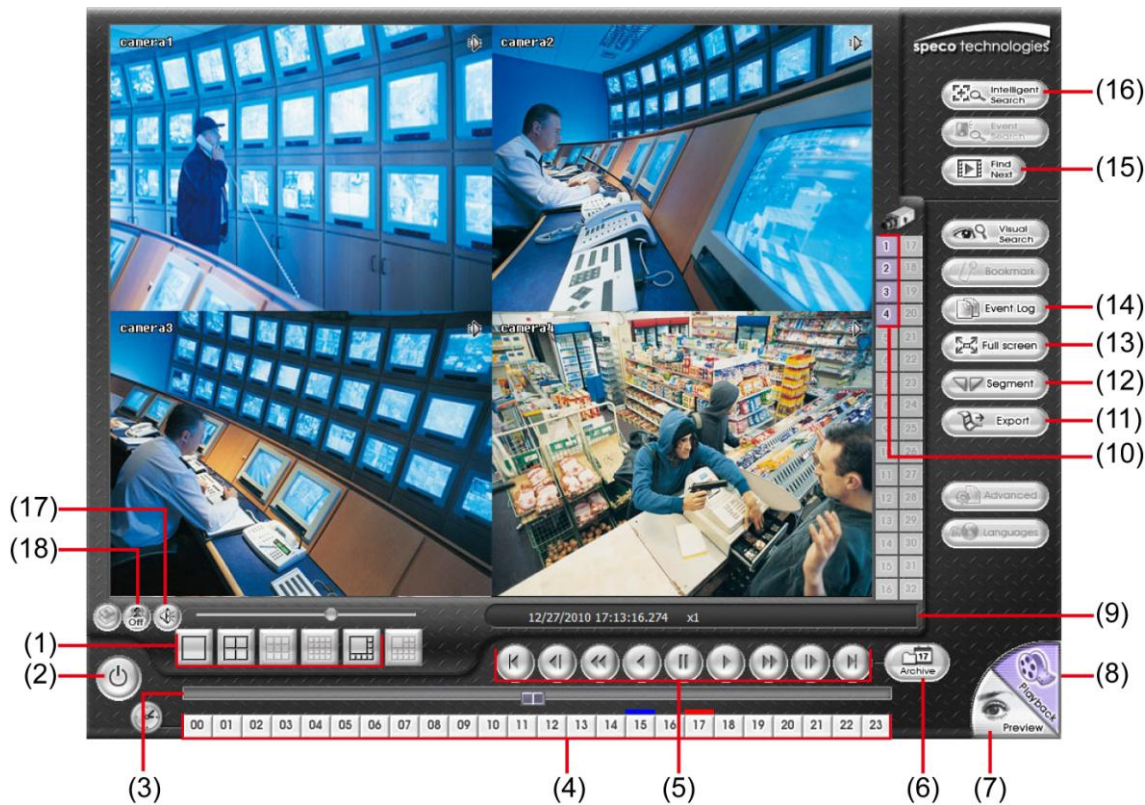 camera1
camera2
speco technologies
Intelligent Search
(16)
Event Search
Find Next
(15)
Visual Search
Bookmark
Event Log
(14)
Full screen
(13)
Segment
(12)
Export
(11)
(10)
1 17
2 18
3 19
4 20
21
22
23
24
25
26
11 27
12 28
13 29
14 30
15 31
16 32
camera3
camera4
Advanced
Languages
(17)
(18)
Off
12/27/2010 17:13:16.274 x1
(9)
(1)
(2)
17
Archive
Playback
(8)
Preview
00 01 02 03 04 05 06 07 08 09 10 11 12 13 14 15 16 17 18 19 20 21 22 23
(3)
(4)
(5)
(6)
(7)